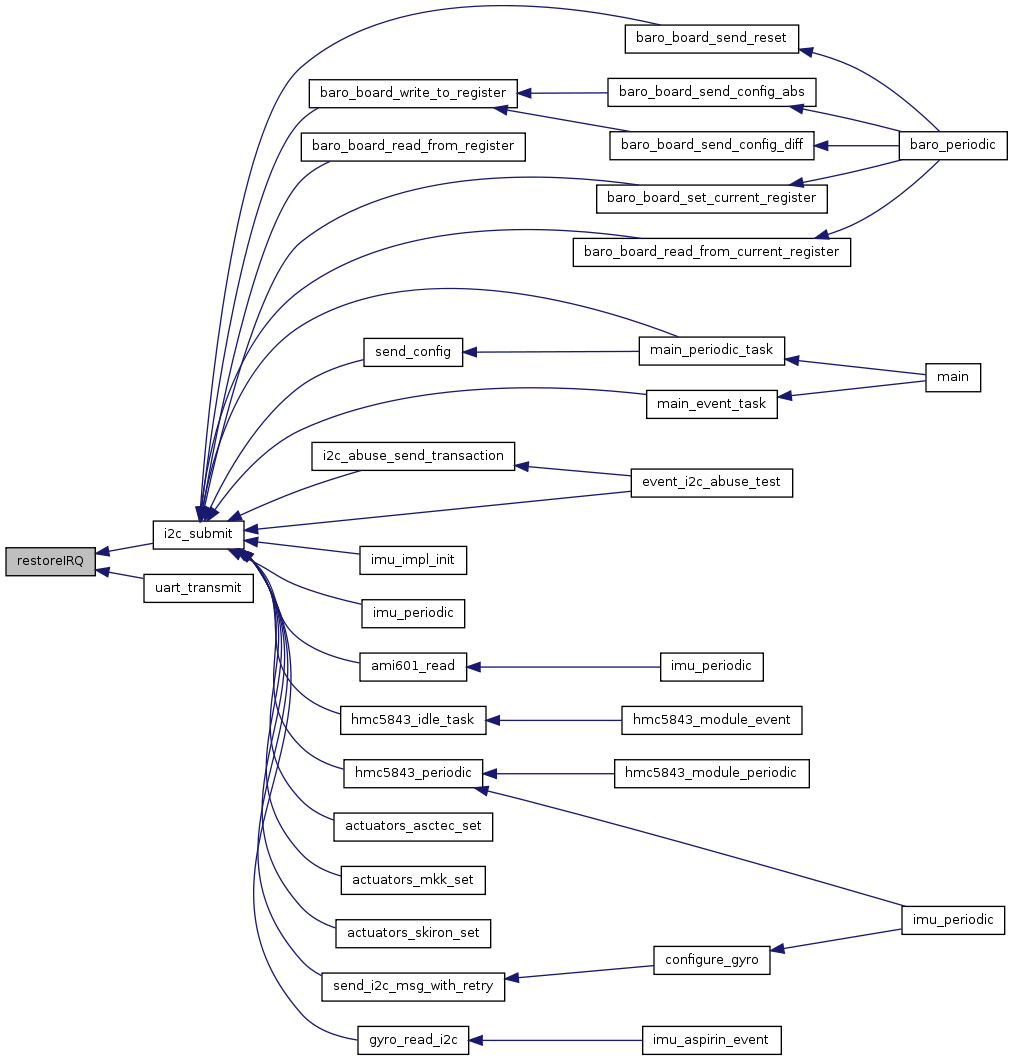 baro_board_send_reset
baro_board_write_to_register
baro_board_send_config_abs
baro_board_read_from_register
baro_board_send_config_diff
baro_periodic
baro_board_set_current_register
baro_board_read_from_current_register
send_config
main_periodic_task
main
main_event_task
i2c_abuse_send_transaction
event_i2c_abuse_test
i2c_submit
restoreIRQ
imu_impl_init
uart_transmit
imu_periodic
ami601_read
imu_periodic
hmc5843_idle_task
hmc5843_module_event
hmc5843_periodic
hmc5843_module_periodic
actuators_asctec_set
actuators_mkk_set
actuators_skiron_set
imu_periodic
configure_gyro
send_i2c_msg_with_retry
gyro_read_i2c
imu_aspirin_event